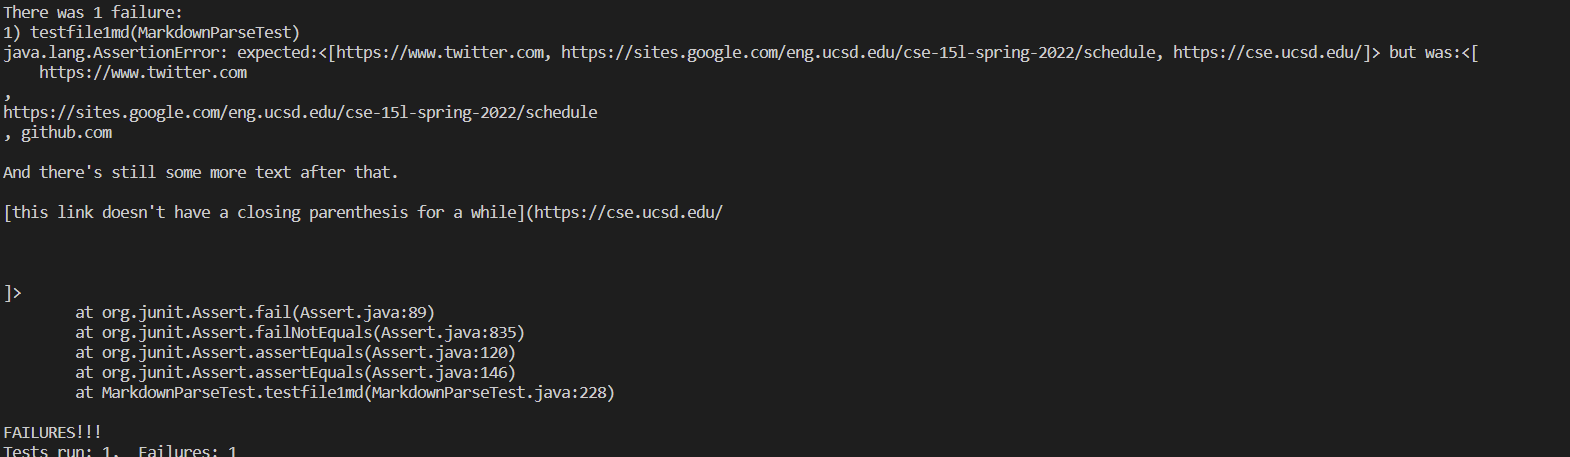 There was 1 failure:
1) testfile1md(MarkdownParseTest)
java.lang.AssertionError: expected:<[https://www.twitter.com, https://sites.google.com/eng.ucsd.edu/cse-15l-spring-2022/schedule, https://cse.ucsd.edu/]> but was:<[
    https://www.twitter.com
,
https://sites.google.com/eng.ucsd.edu/cse-15l-spring-2022/schedule
, github.com

And there's still some more text after that.

[this link doesn't have a closing parenthesis for a while](https://cse.ucsd.edu/



]>
        at org.junit.Assert.fail(Assert.java:89)
        at org.junit.Assert.failNotEquals(Assert.java:835)
        at org.junit.Assert.assertEquals(Assert.java:120)
        at org.junit.Assert.assertEquals(Assert.java:146)
        at MarkdownParseTest.testfile1md(MarkdownParseTest.java:228)

FAILURES!!!
Tests run: 1,  Failures: 1